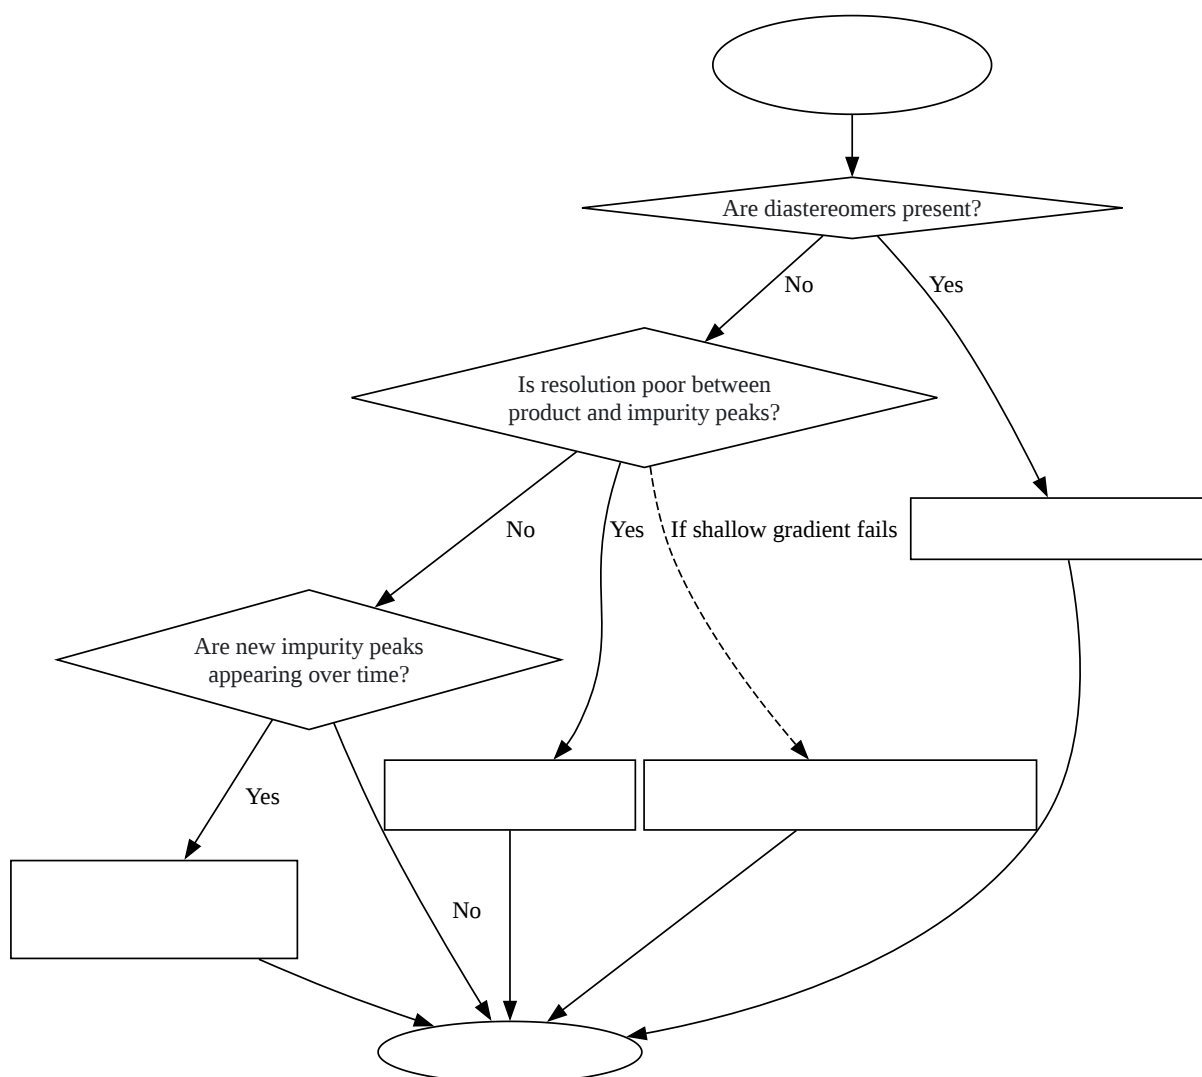 Are diastereomers present?
No
Yes
Is resolution poor between
product and impurity peaks?
No
Yes
If shallow gradient fails
Are new impurity peaks
appearing over time?
Yes
No